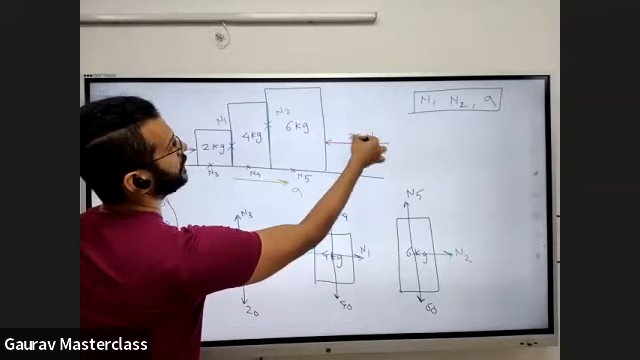 N₁ N₂ a
N₁
N₂
2kg
4kg
6kg
N₃
N₄
N₅
a
N₃
20
4kg
N₁
40
N₅
6kg
N₂
60
Gaurav Masterclass